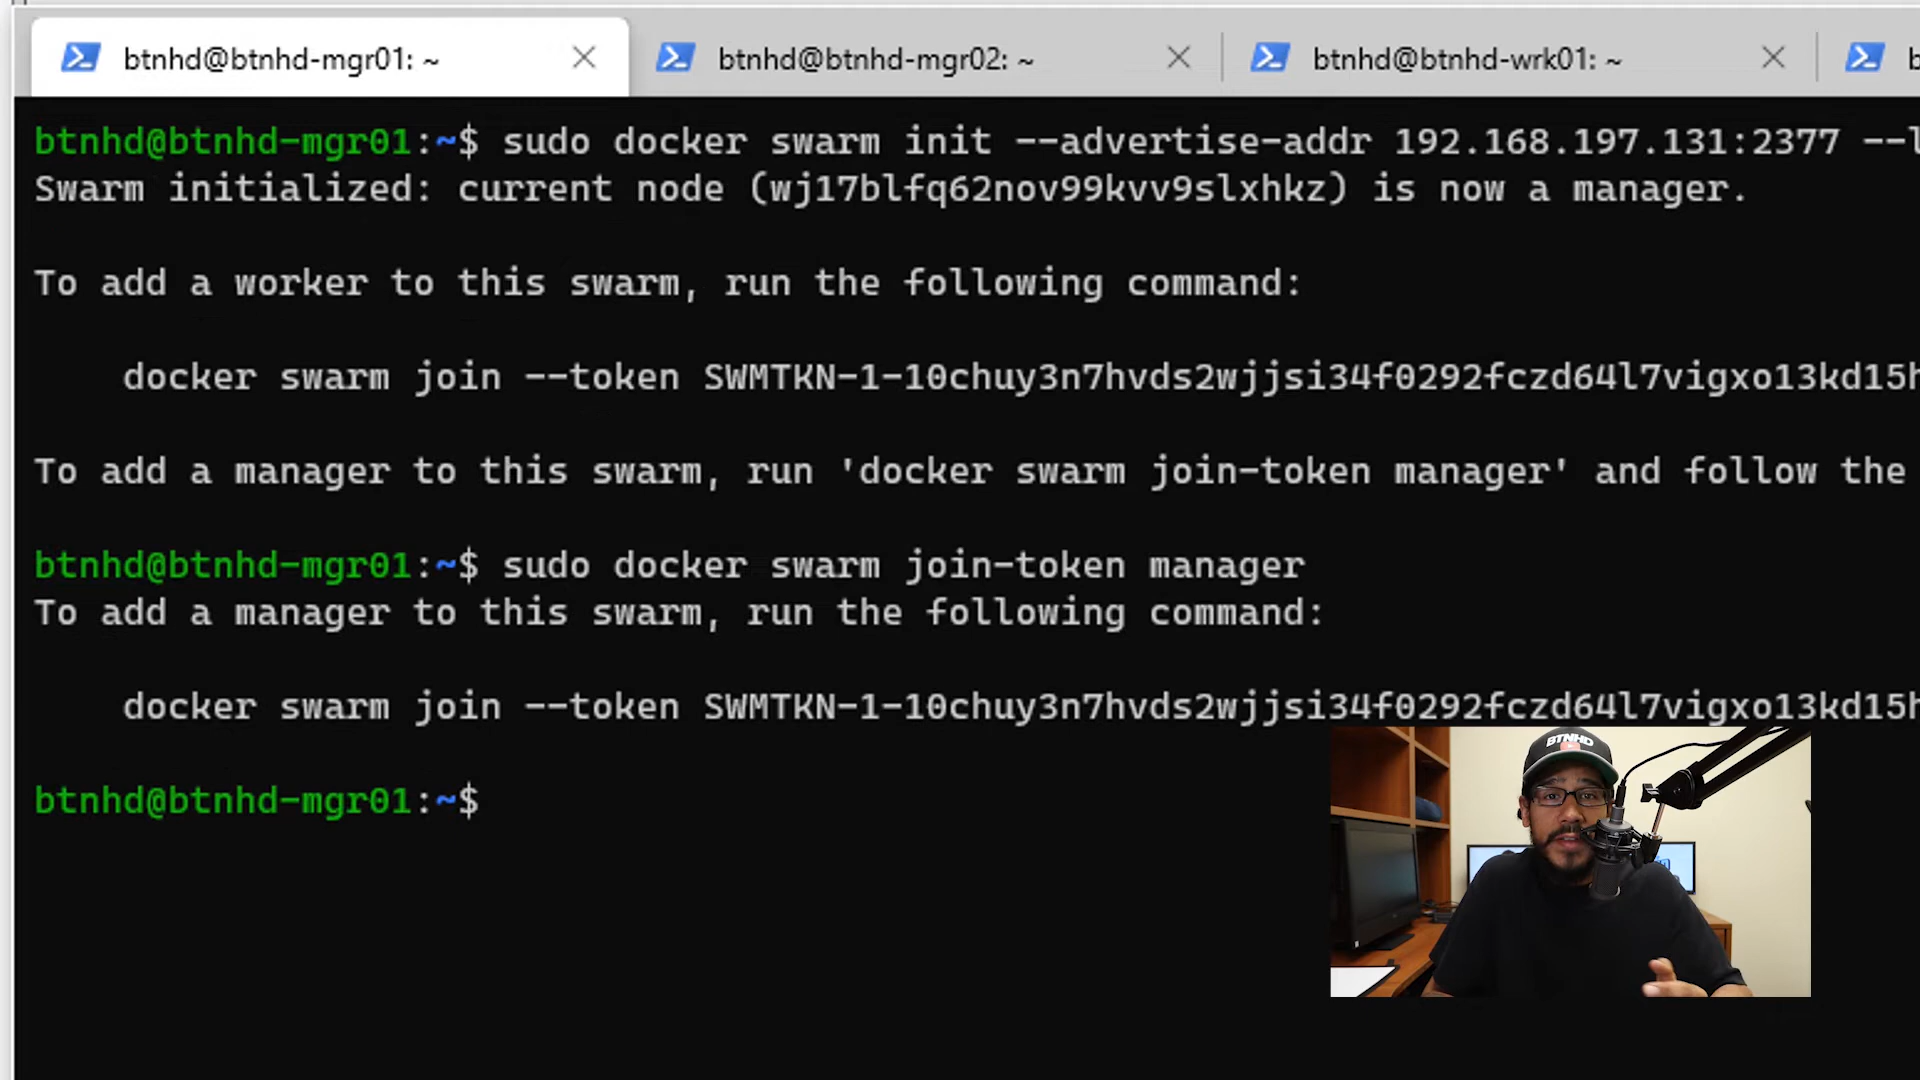 btnhd@btnhd-mgr01: ~
btnhd@btnhd-mgr02: ~
btnhd@btnhd-wrk01: ~
btnhd@btnhd-mgr01:~$ sudo docker swarm init --advertise-addr 192.168.197.131:2377
Swarm initialized: current node (wj17blfq62nov99kvv9slxhkz) is now a manager.
To add a worker to this swarm, run the following command:
docker swarm join --token SWMTKN-1-10chuy3n7hvds2wjjsi34f0292fczd64l7vigxo13kd15h
To add a manager to this swarm, run 'docker swarm join-token manager' and follow the
btnhd@btnhd-mgr01:~$ sudo docker swarm join-token manager
To add a manager to this swarm, run the following command:
docker swarm join --token SWMTKN-1-10chuy3n7hvds2wjjsi34f0292fczd64l7vigxo13kd15h
BTNHD
btnhd@btnhd-mgr01:~$